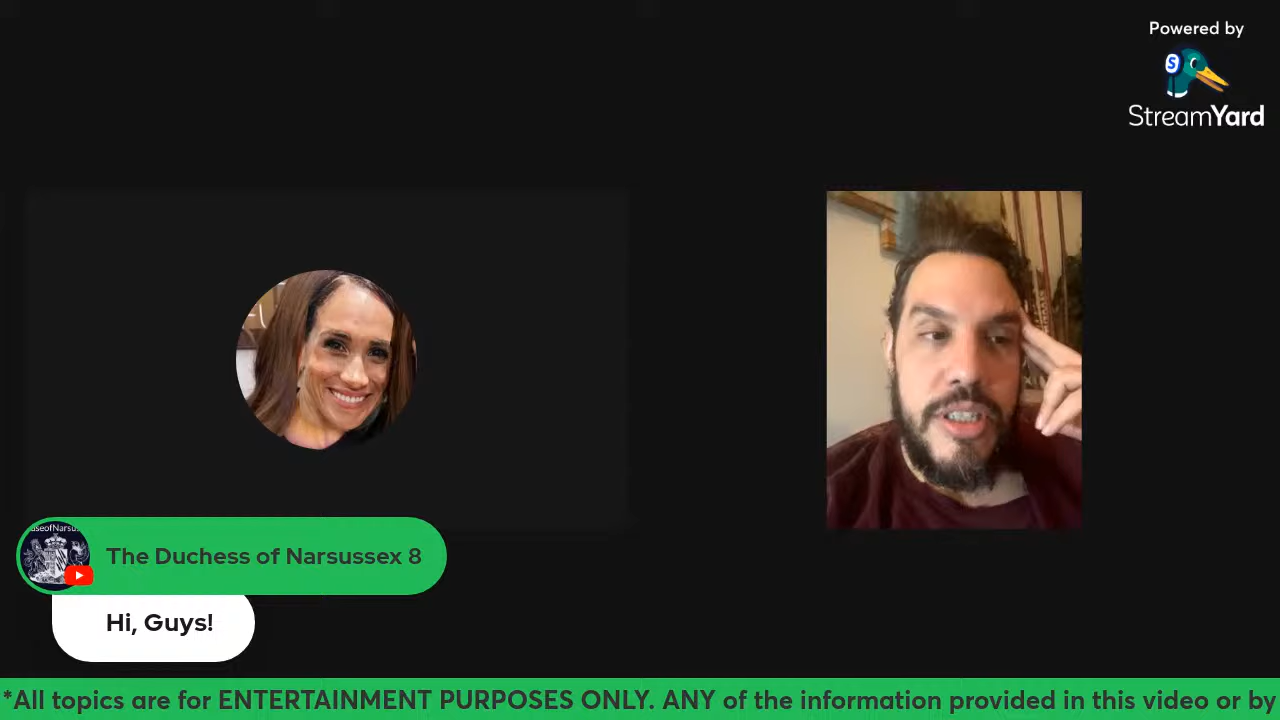 Powered by
S
StreamYard
The Duchess of Narsussex 8
Hi, Guys!
*All topics are for ENTERTAINMENT PURPOSES ONLY. ANY of the information provided in this video or by